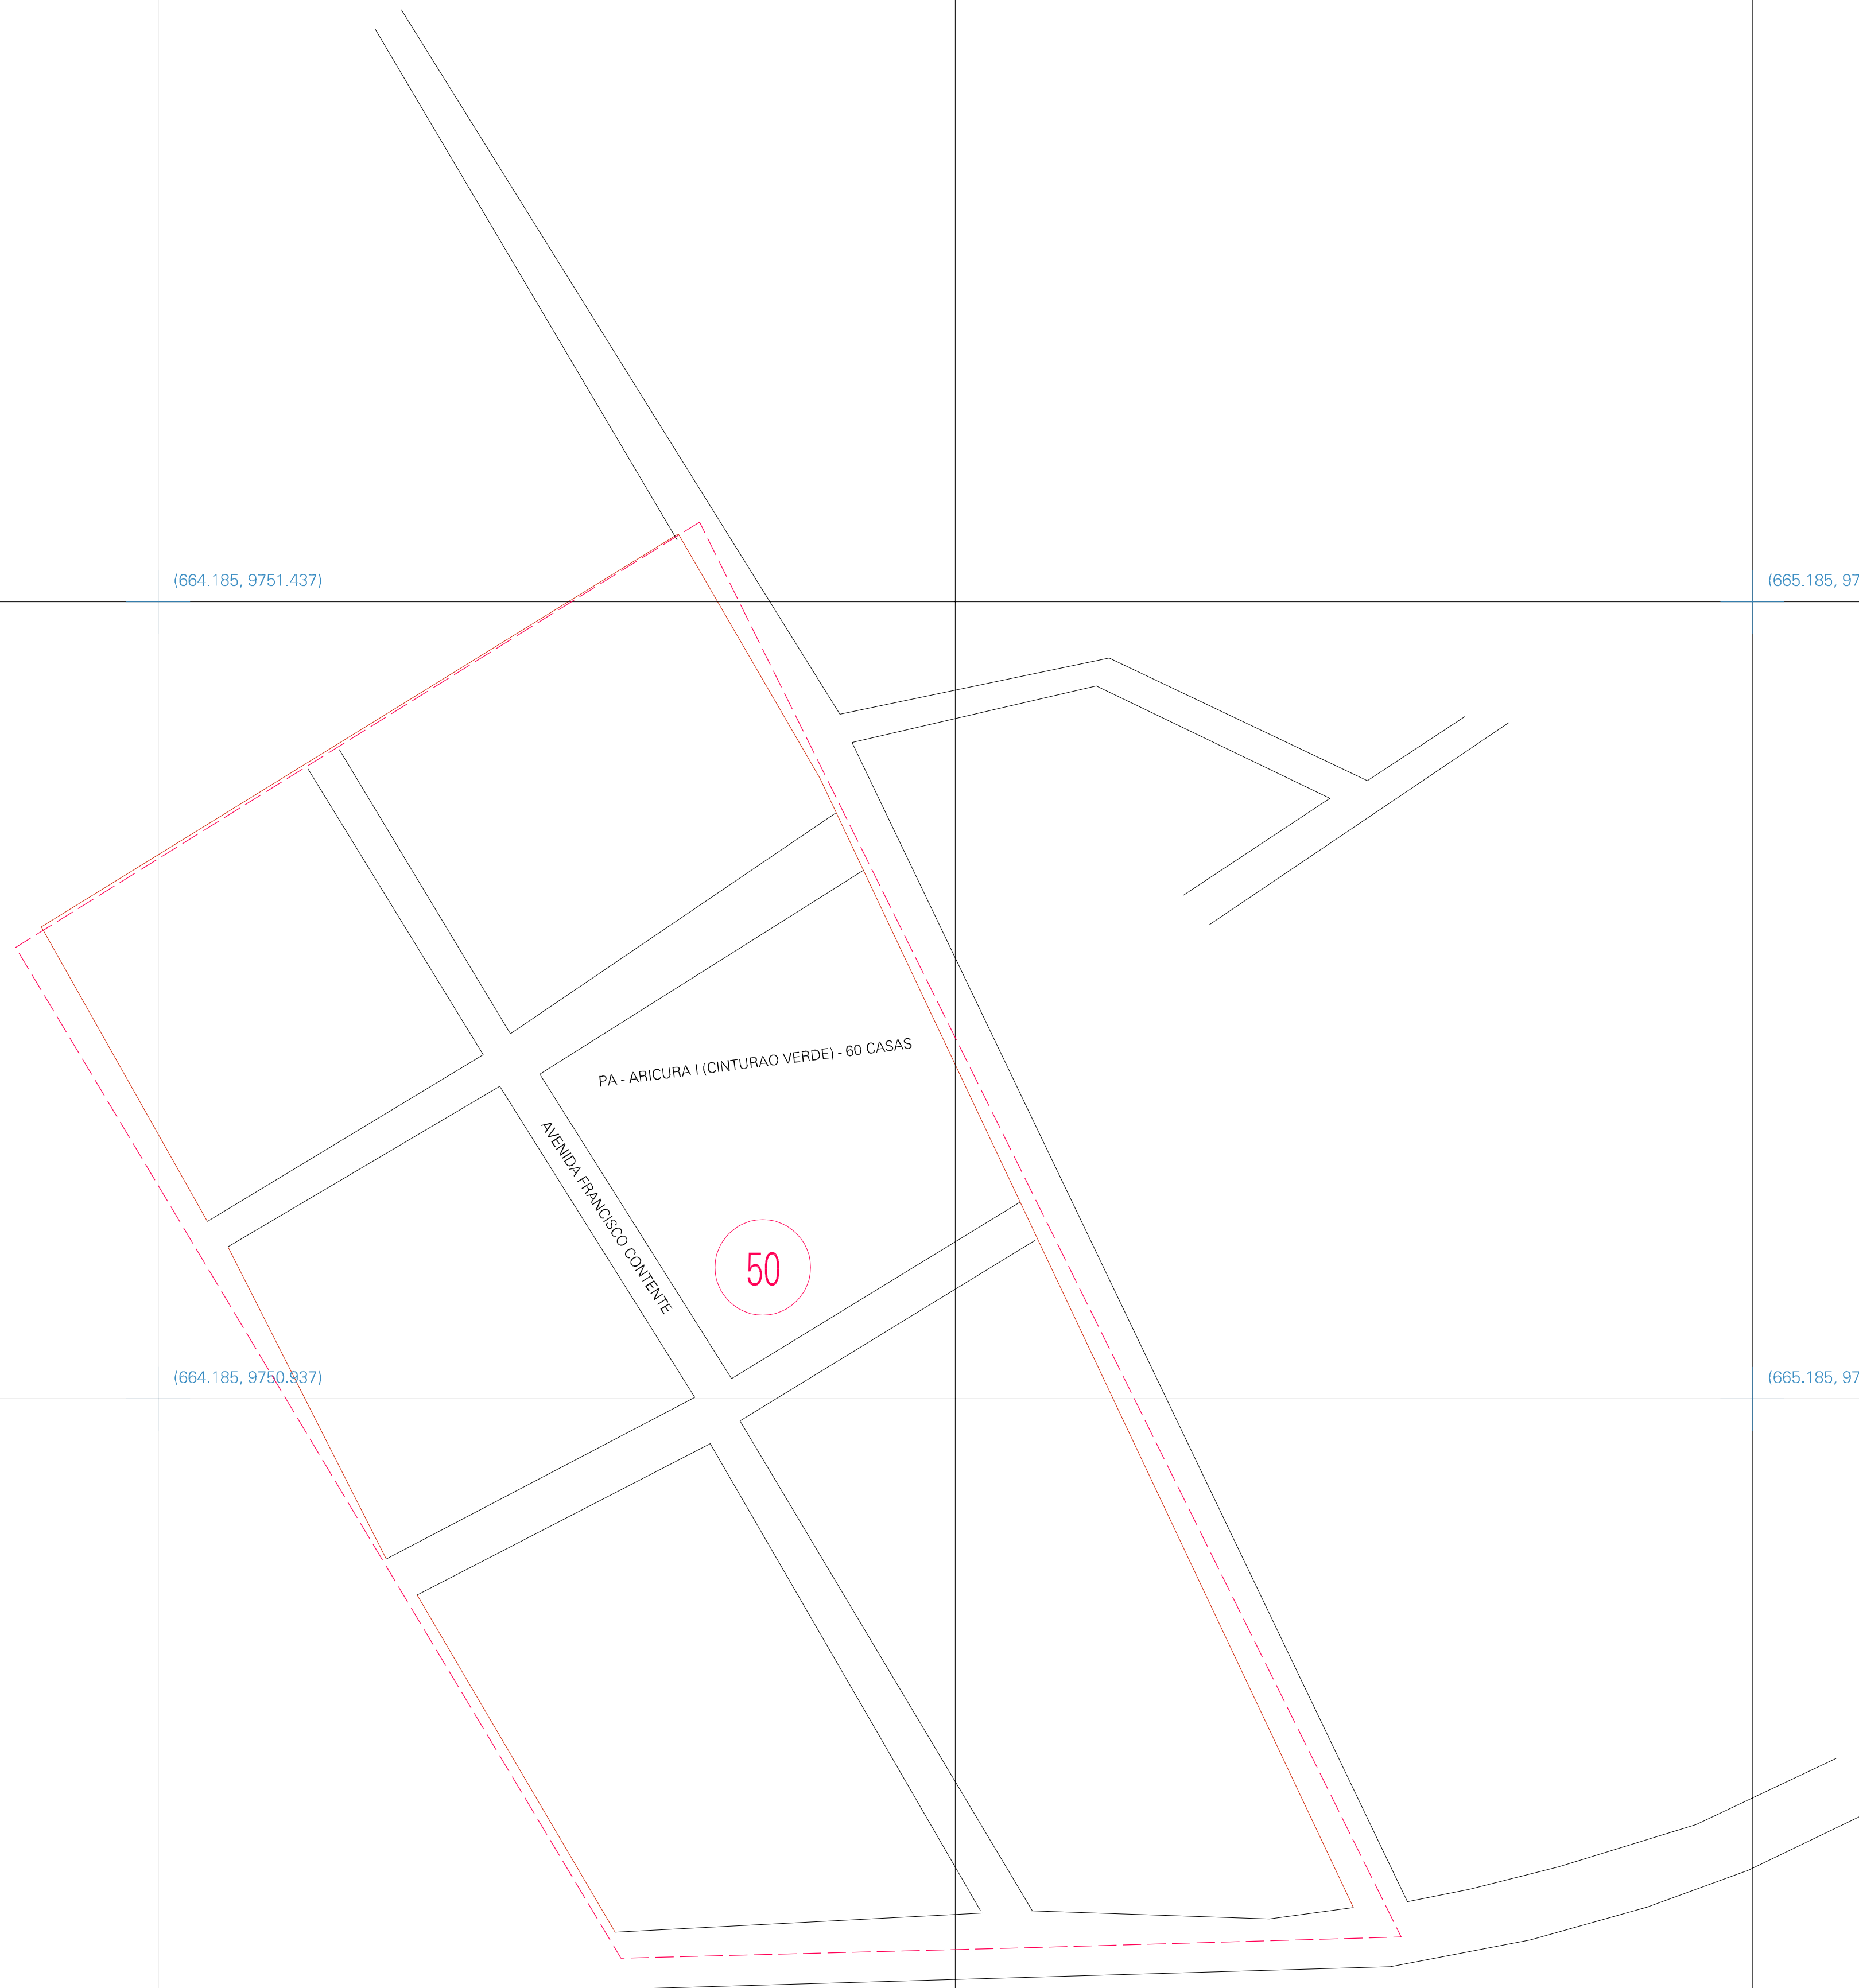 (664.185, 9751.437)
(665.185, 97
PA - ARICURA I (CINTURAO VERDE) - 60 CASAS
AVENIDA FRANCISCO CONTENTE
50
(664.185, 9750.937)
(665.185, 97